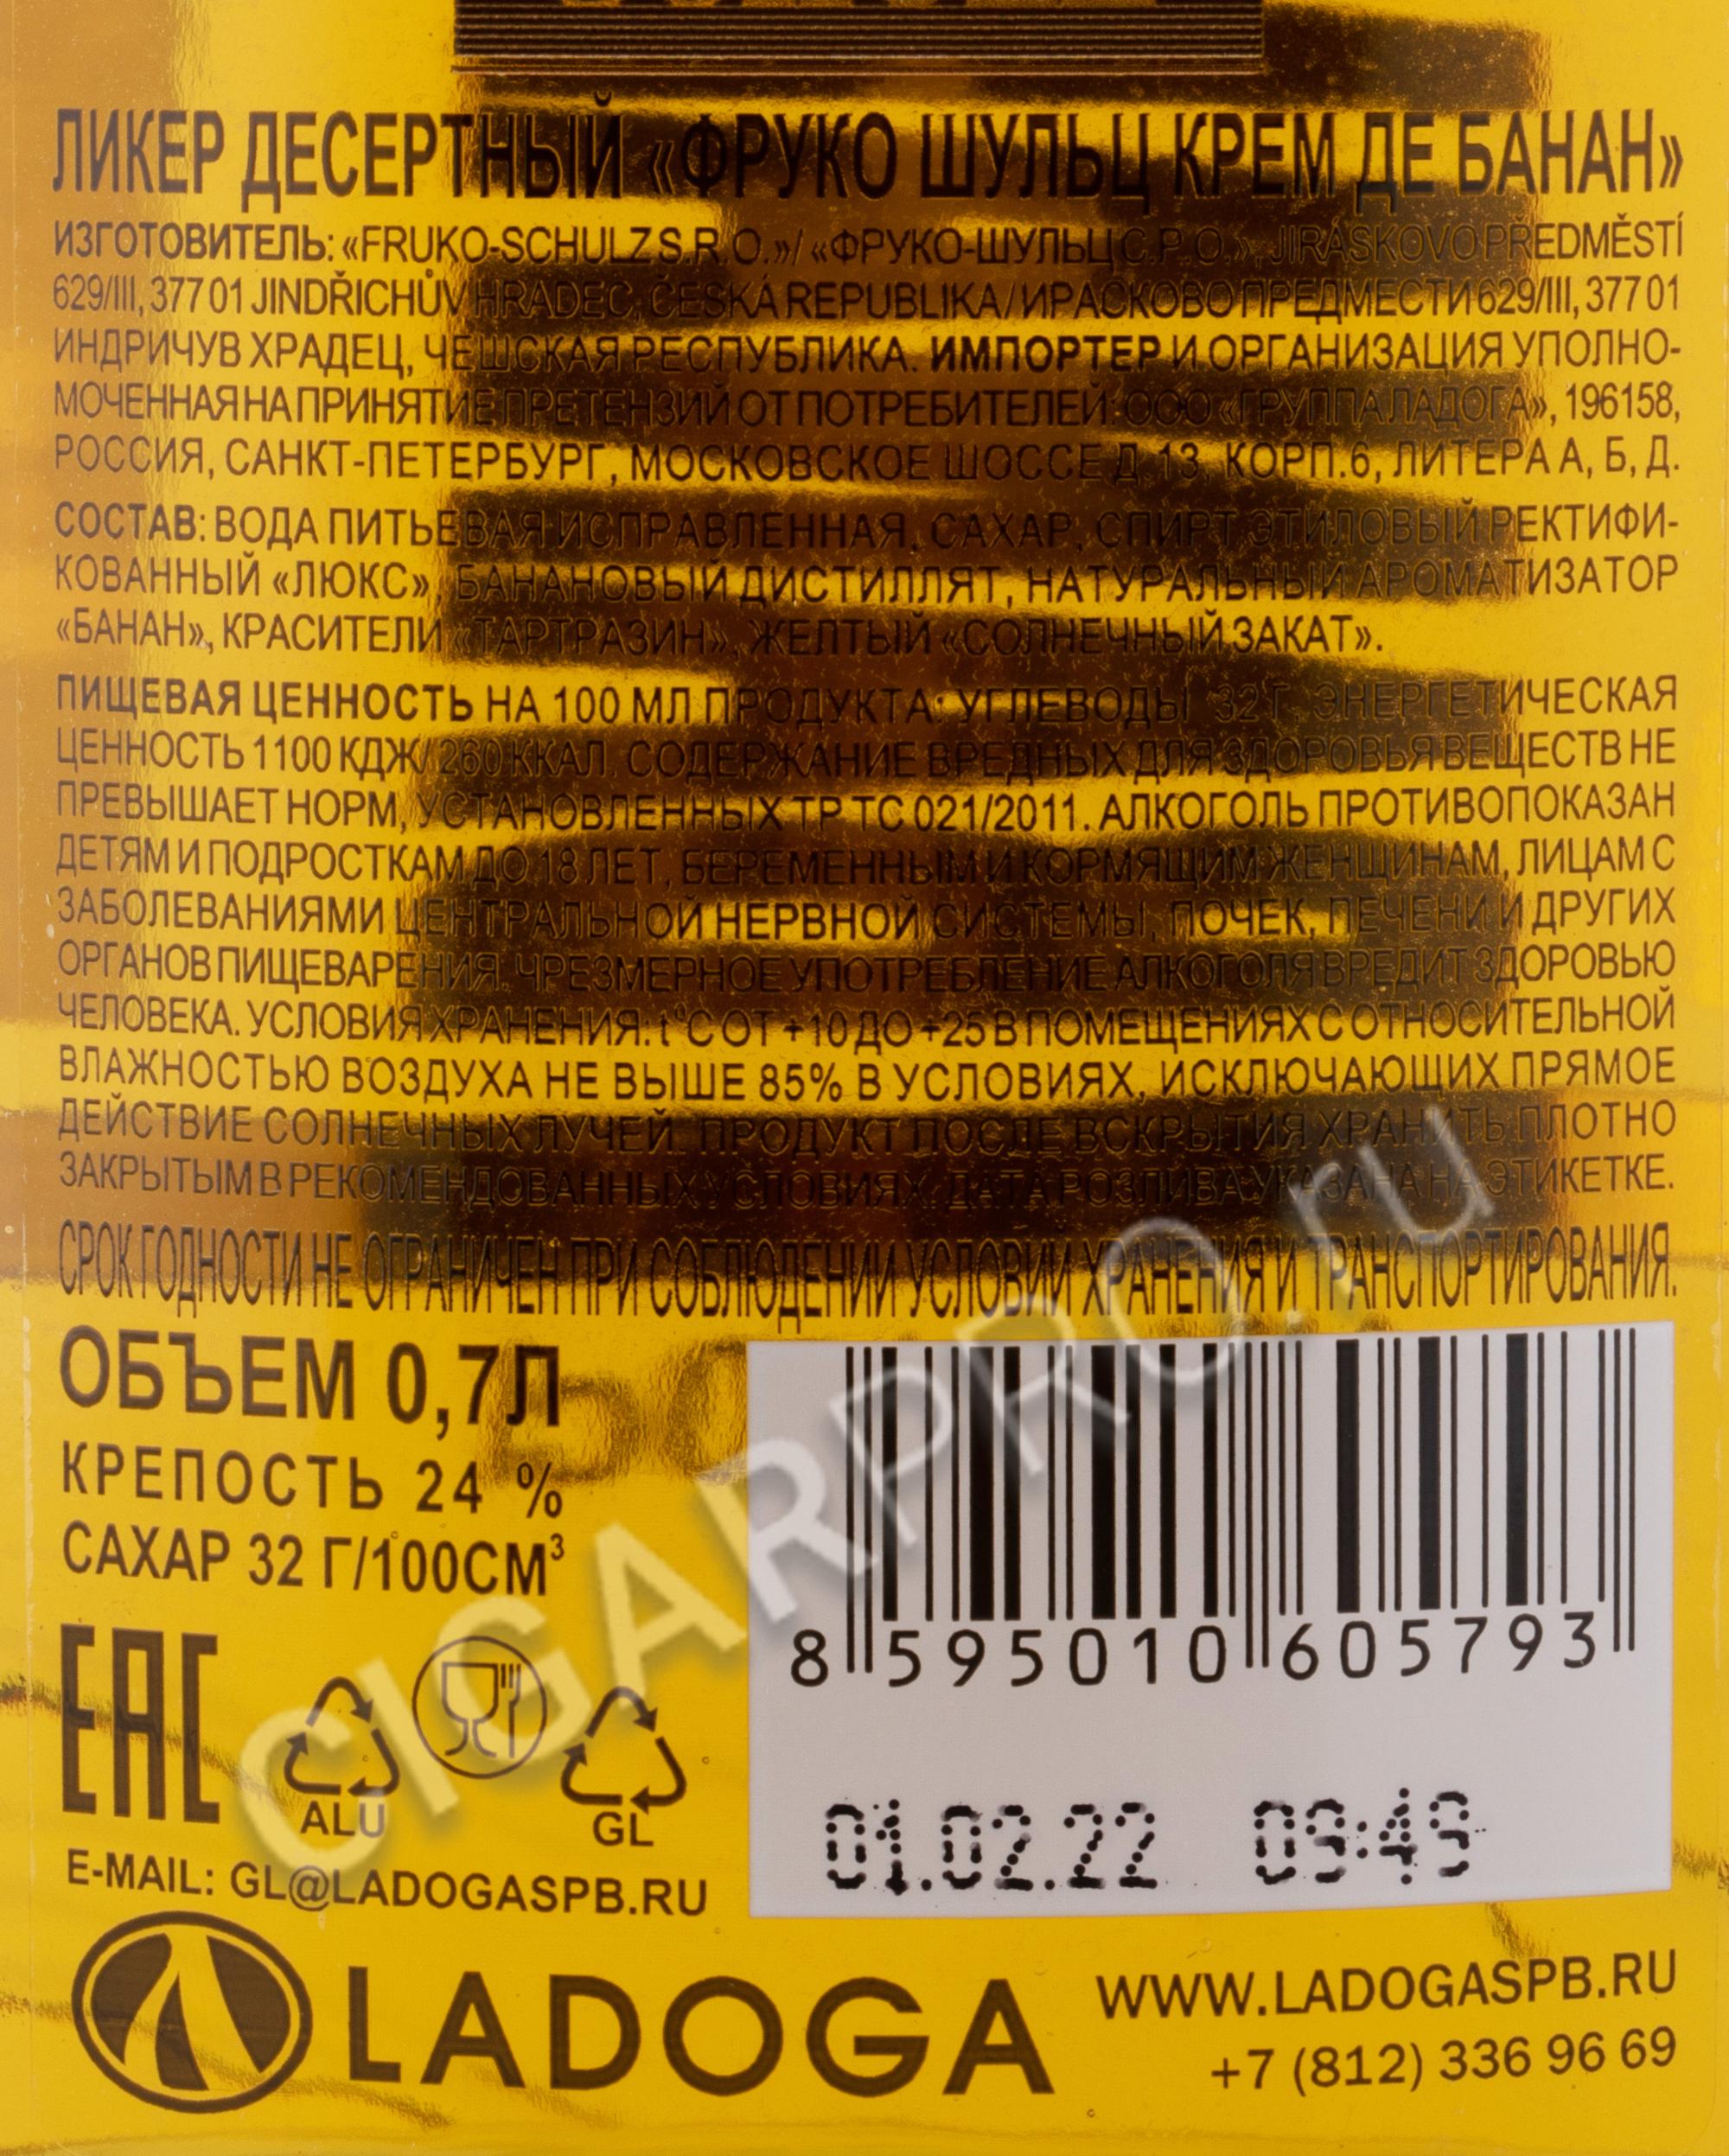 ЛИКЕР ДЕСЕРТНЫЙ «ФРУКО ШУЛЬЦ КРЕМ ДЕ БАНАН»
ИЗГОТОВИТЕЛЬ: «FRUKO-SCHULZ S.R.O.»/ «ФРУКО-ШУЛЬЦ С.Р.О.», JIRÁSKOVO PŘEDMĚSTÍ
629/III, 377 01 JINDŘICHŮV HRADEC, ČESKÁ REPUBLIKA/ ИРАСКОВО ПРЕДМЕСТИ 629/III, 377 01
ИНДРИЧУВ ХРАДЕЦ, ЧЕШСКАЯ РЕСПУБЛИКА. ИМПОРТЕР И ОРГАНИЗАЦИЯ УПОЛНО-
МОЧЕННАЯ НА ПРИНЯТИЕ ПРЕТЕНЗИЙ ОТ ПОТРЕБИТЕЛЕЙ: ООО «ГРУППА ЛАДОГА», 196158,
РОССИЯ, САНКТ-ПЕТЕРБУРГ, МОСКОВСКОЕ ШОССЕ Д.13, КОРП.6, ЛИТЕРА А, Б, Д.
СОСТАВ: ВОДА ПИТЬЕВАЯ ИСПРАВЛЕННАЯ, САХАР, СПИРТ ЭТИЛОВЫЙ РЕКТИФИ-
КОВАННЫЙ «ЛЮКС», БАНАНОВЫЙ ДИСТИЛЛЯТ, НАТУРАЛЬНЫЙ АРОМАТИЗАТОР
«БАНАН», КРАСИТЕЛИ «ТАРТРАЗИН», ЖЕЛТЫЙ «СОЛНЕЧНЫЙ ЗАКАТ».
ПИЩЕВАЯ ЦЕННОСТЬ НА 100 МЛ ПРОДУКТА: УГЛЕВОДЫ 32 Г, ЭНЕРГЕТИЧЕСКАЯ
ЦЕННОСТЬ 1100 КДЖ/ 260 ККАЛ. СОДЕРЖАНИЕ ВРЕДНЫХ ДЛЯ ЗДОРОВЬЯ ВЕЩЕСТВ НЕ
ПРЕВЫШАЕТ НОРМ, УСТАНОВЛЕННЫХ ТР ТС 021/2011. АЛКОГОЛЬ ПРОТИВОПОКАЗАН
ДЕТЯМ И ПОДРОСТКАМ ДО 18 ЛЕТ, БЕРЕМЕННЫМ И КОРМЯЩИМ ЖЕНЩИНАМ, ЛИЦАМ С
ЗАБОЛЕВАНИЯМИ ЦЕНТРАЛЬНОЙ НЕРВНОЙ СИСТЕМЫ, ПОЧЕК, ПЕЧЕНИ И ДРУГИХ
ОРГАНОВ ПИЩЕВАРЕНИЯ. ЧРЕЗМЕРНОЕ УПОТРЕБЛЕНИЕ АЛКОГОЛЯ ВРЕДИТ ЗДОРОВЬЮ
ЧЕЛОВЕКА. УСЛОВИЯ ХРАНЕНИЯ: t°С ОТ +10 ДО +25 В ПОМЕЩЕНИЯХ С ОТНОСИТЕЛЬНОЙ
ВЛАЖНОСТЬЮ ВОЗДУХА НЕ ВЫШЕ 85% В УСЛОВИЯХ, ИСКЛЮЧАЮЩИХ ПРЯМОЕ
ДЕЙСТВИЕ СОЛНЕЧНЫХ ЛУЧЕЙ. ПРОДУКТ ПОСЛЕ ВСКРЫТИЯ ХРАНИТЬ ПЛОТНО
ЗАКРЫТЫМ В РЕКОМЕНДОВАННЫХ УСЛОВИЯХ. ДАТА РОЗЛИВА УКАЗАНА НА ЭТИКЕТКЕ.
СРОК ГОДНОСТИ НЕ ОГРАНИЧЕН ПРИ СОБЛЮДЕНИИ УСЛОВИИ ХРАНЕНИЯ И ТРАНСПОРТИРОВАНИЯ.
ОБЪЕМ 0,7Л
КРЕПОСТЬ 24 %
САХАР 32 Г/100СМ³
8 595010 605793
EAC
ALU
GL
01.02.22 09:49
E-MAIL: GL@LADOGASPB.RU
LADOGA
WWW.LADOGASPB.RU
+7 (812) 336 96 69
CIGARPRO.ru